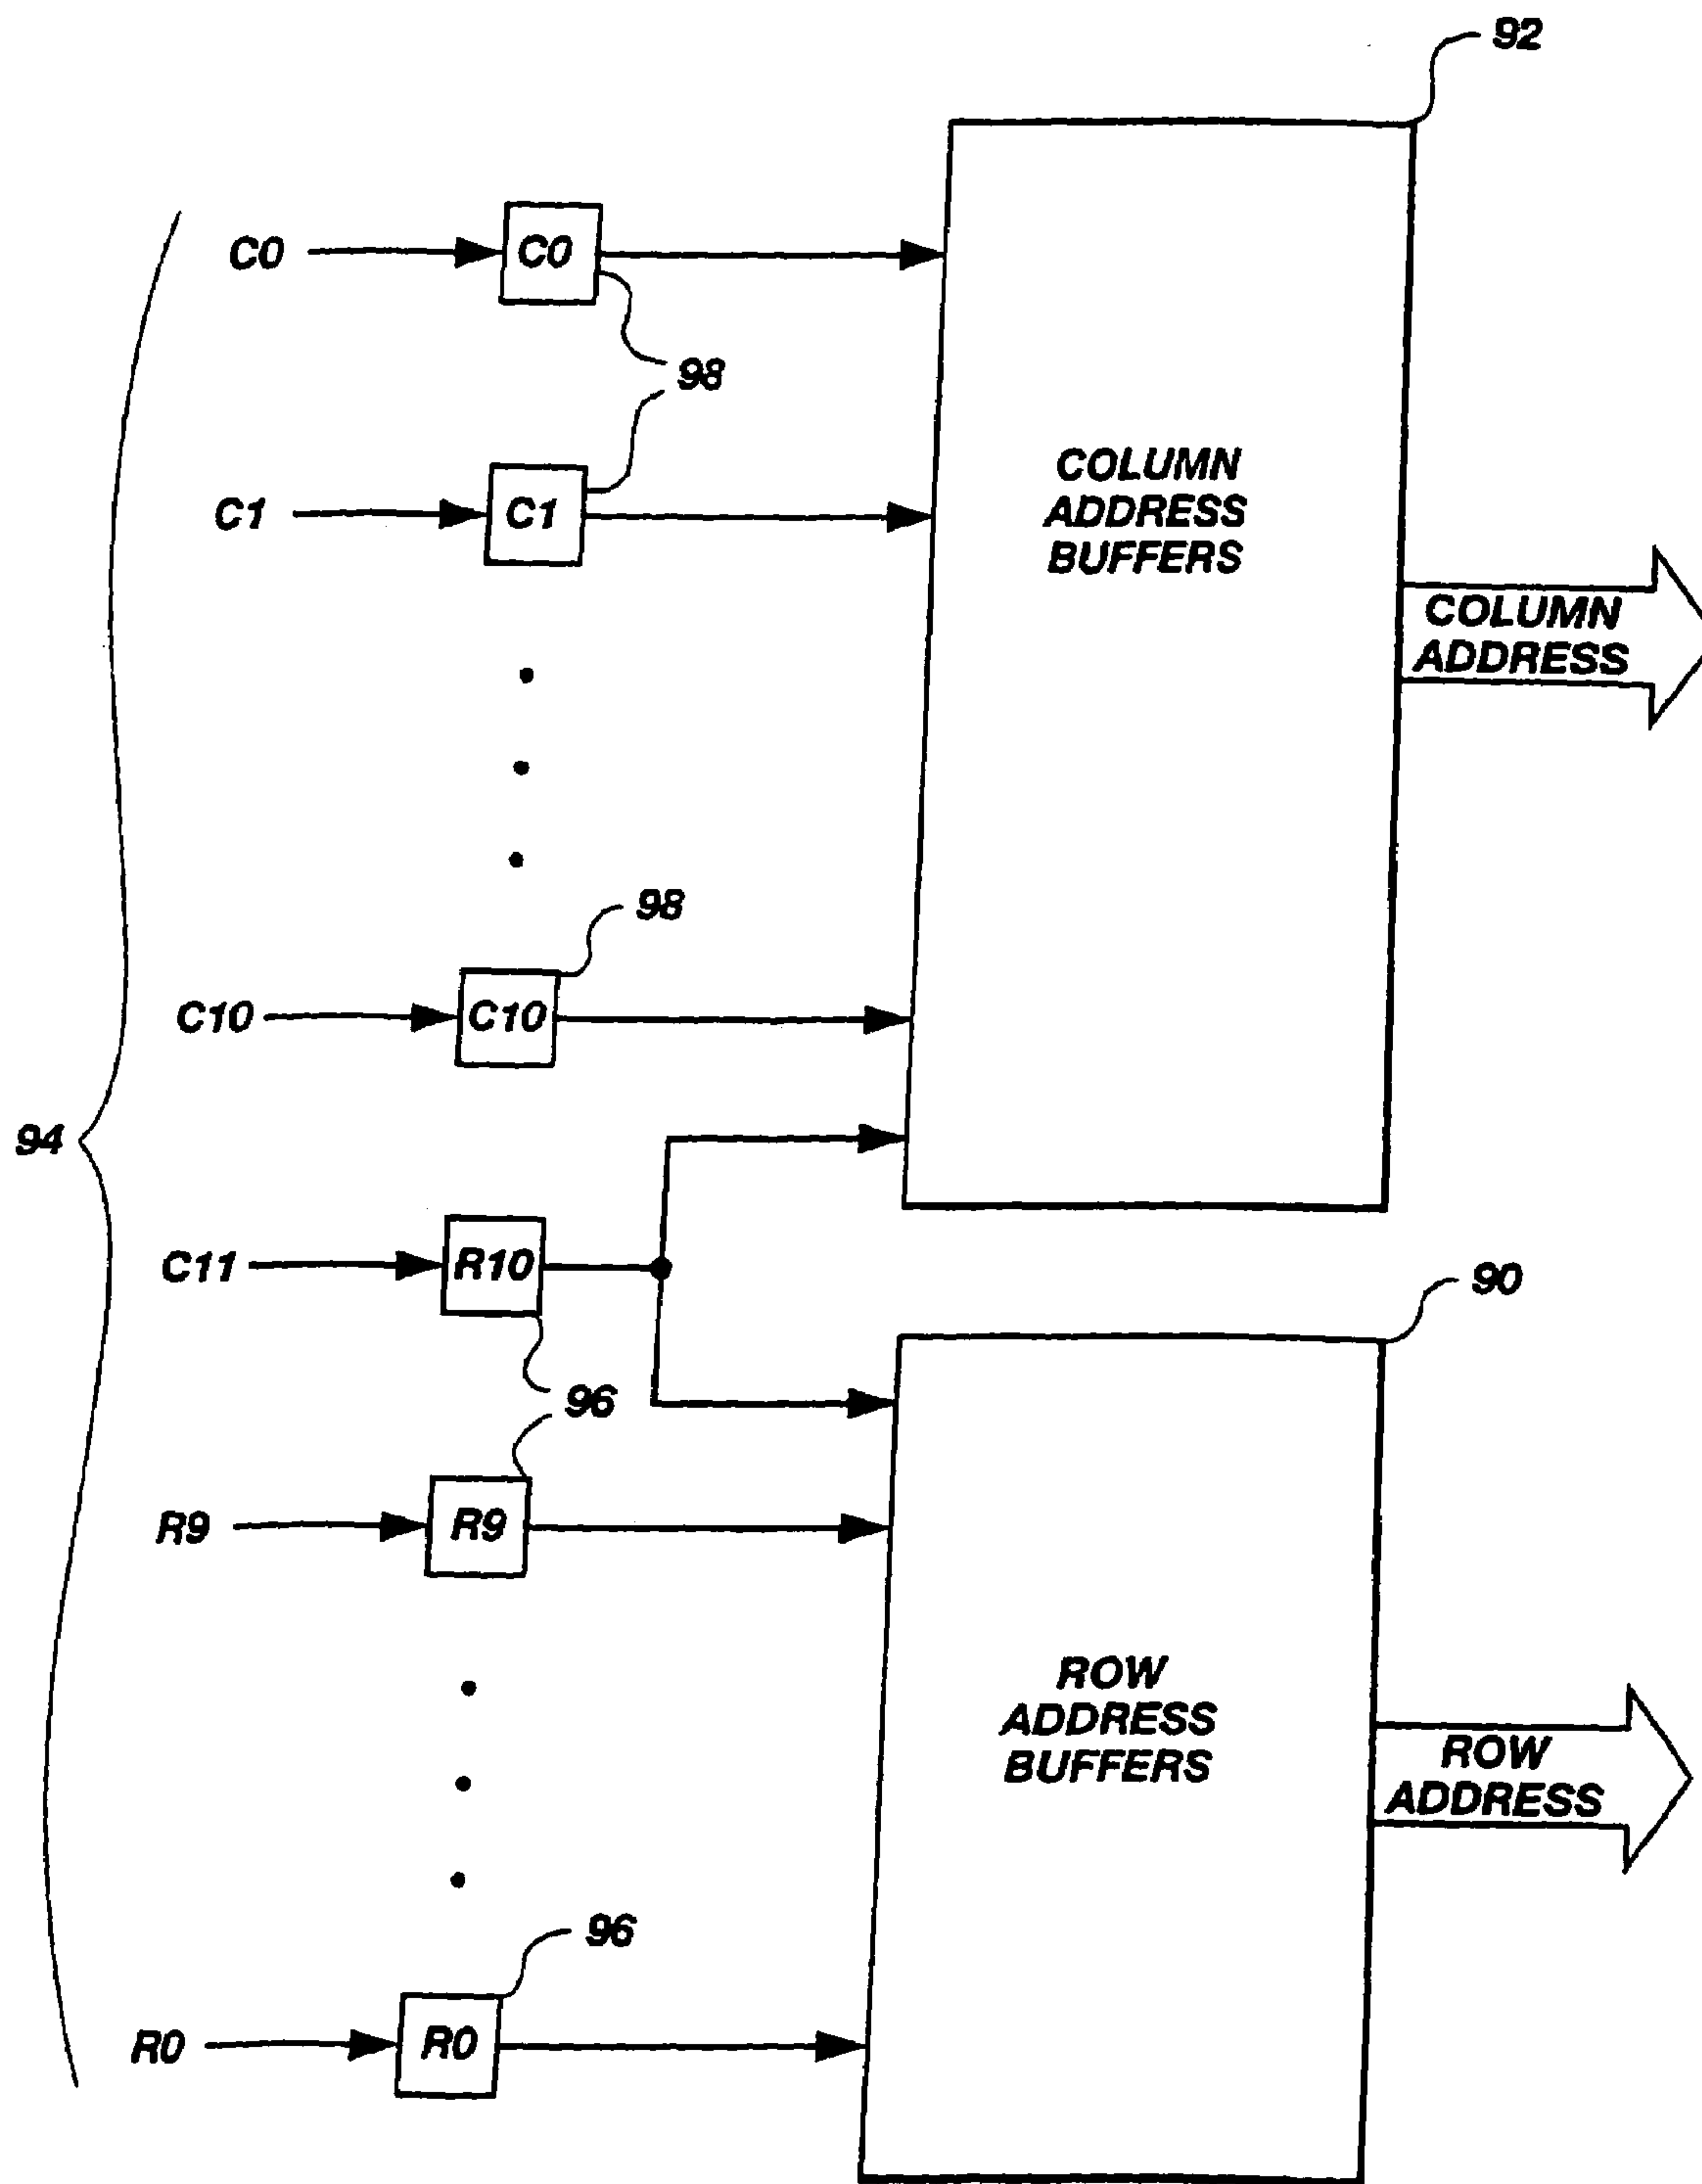 92
C0
C0
98
C1
C1
COLUMN
ADDRESS
BUFFERS
COLUMN
ADDRESS
98
C10
C10
94
C11
R10
90
96
R9
R9
ROW
ADDRESS
BUFFERS
ROW
ADDRESS
96
R0
R0